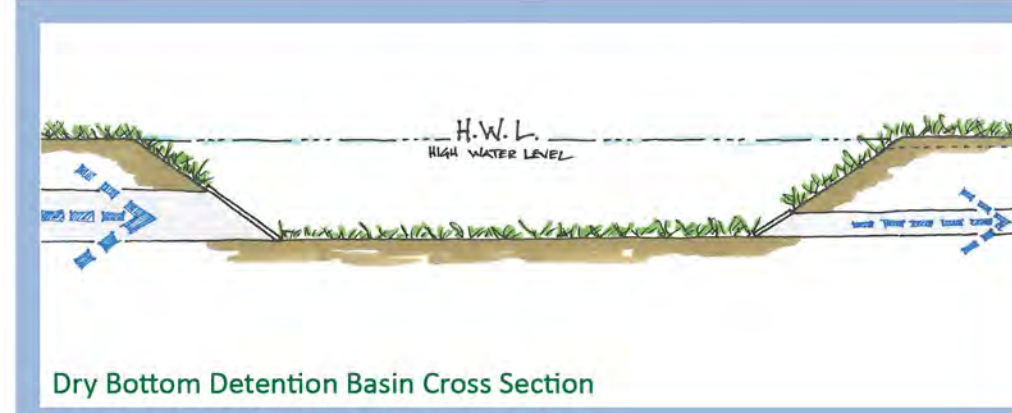 H.W.L.
HIGH WATER LEVEL
Dry Bottom Detention Basin Cross Section